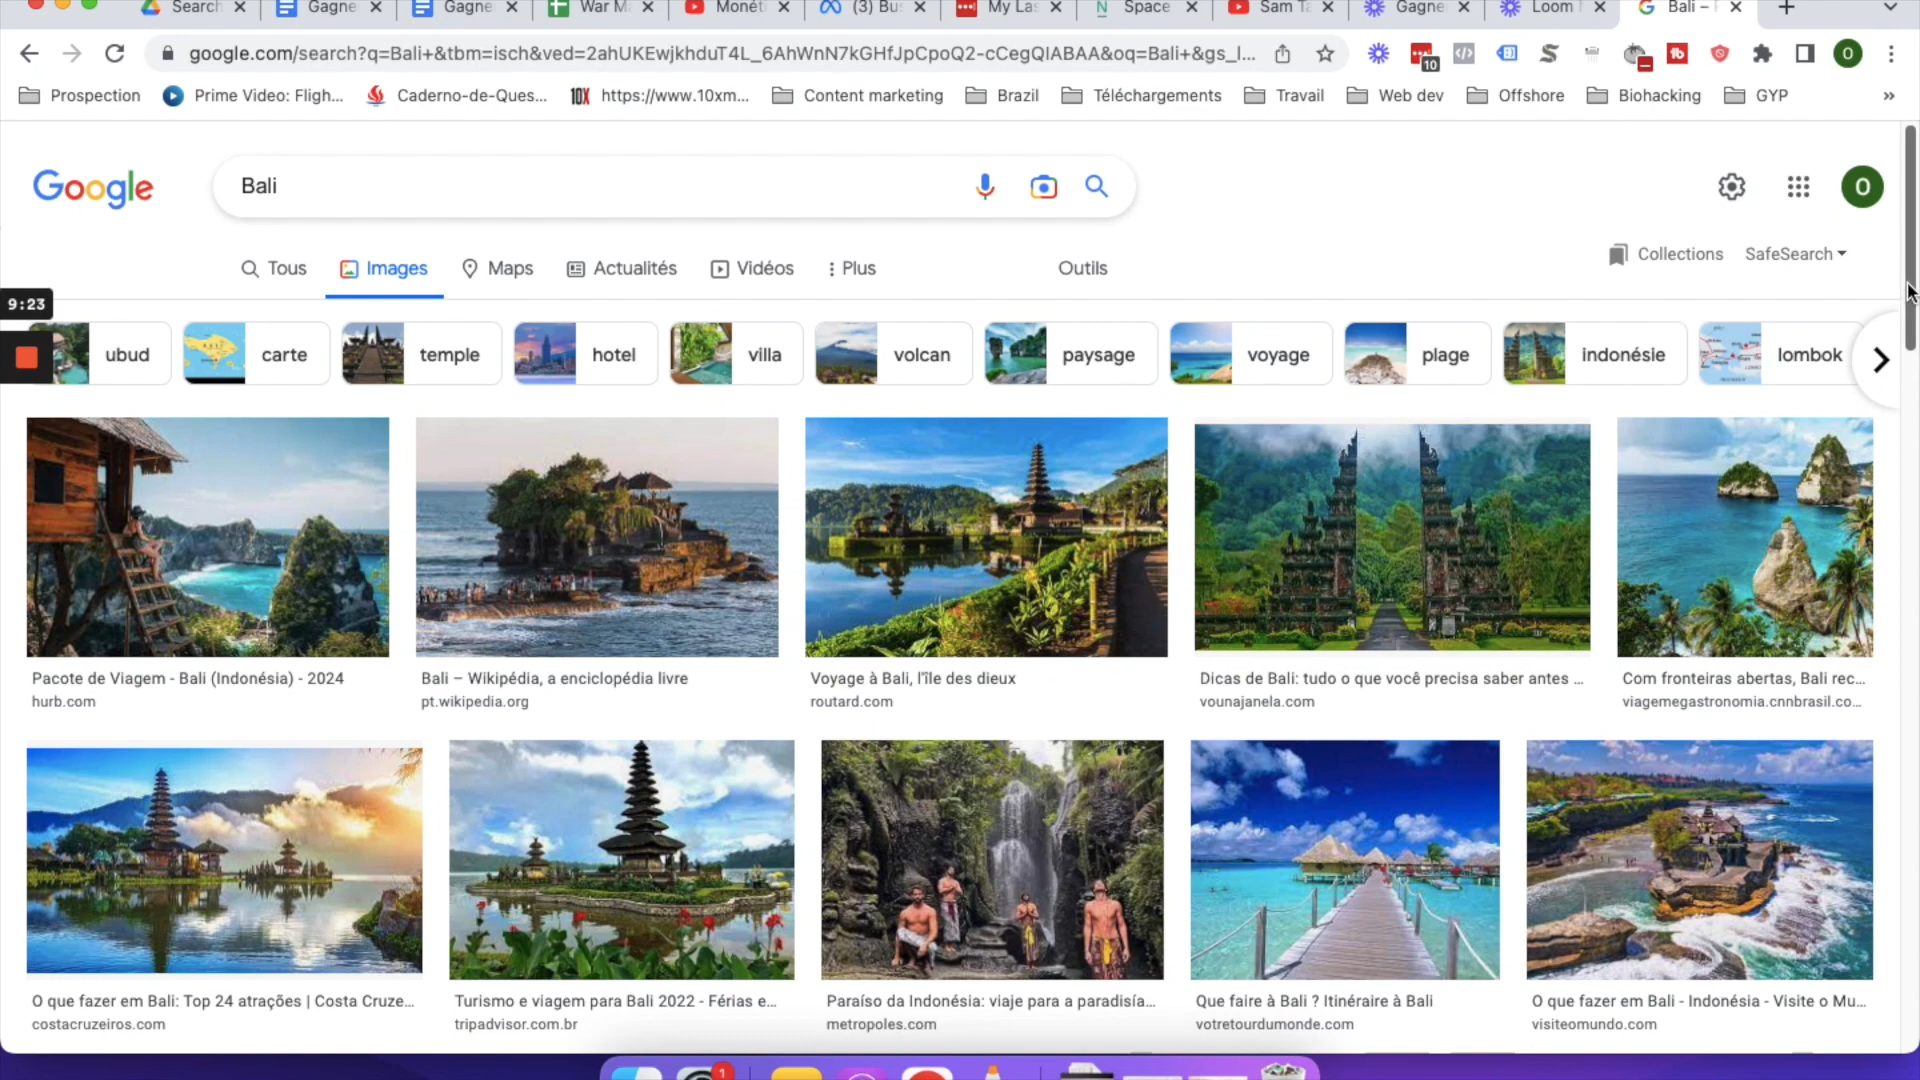 Search
Gagne
Gagne
War M
Monéti
(3) Bu
My La
Space
Sam T
Gagne
Loom
Bali –
google.com/search?q=Bali+&tbm=isch&ved=2ahUKEwjkhduT4L_6AhWnN7kGHfJpCpoQ2-cCegQIABAA&oq=Bali+&gs_l...
10
O
Prospection
Prime Video: Fligh...
Caderno-de-Ques...
10X https://www.10xm...
Content marketing
Brazil
Téléchargements
Travail
Web dev
Offshore
Biohacking
GYP
»
Google
Bali
O
Tous
Images
Maps
Actualités
Vidéos
Plus
Outils
Collections
SafeSearch
9:23
ubud
carte
temple
hotel
villa
volcan
paysage
voyage
plage
indonésie
lombok
Pacote de Viagem - Bali (Indonésia) - 2024
hurb.com
Bali – Wikipédia, a enciclopédia livre
pt.wikipedia.org
Voyage à Bali, l'île des dieux
routard.com
Dicas de Bali: tudo o que você precisa saber antes ...
vounajanela.com
Com fronteiras abertas, Bali rec...
viagemegastronomia.cnnbrasil.co...
O que fazer em Bali: Top 24 atrações | Costa Cruze...
costacruzeiros.com
Turismo e viagem para Bali 2022 - Férias e...
tripadvisor.com.br
Paraíso da Indonésia: viaje para a paradisía...
metropoles.com
Que faire à Bali ? Itinéraire à Bali
votretourdumonde.com
O que fazer em Bali - Indonésia - Visite o Mu...
visiteomundo.com
1